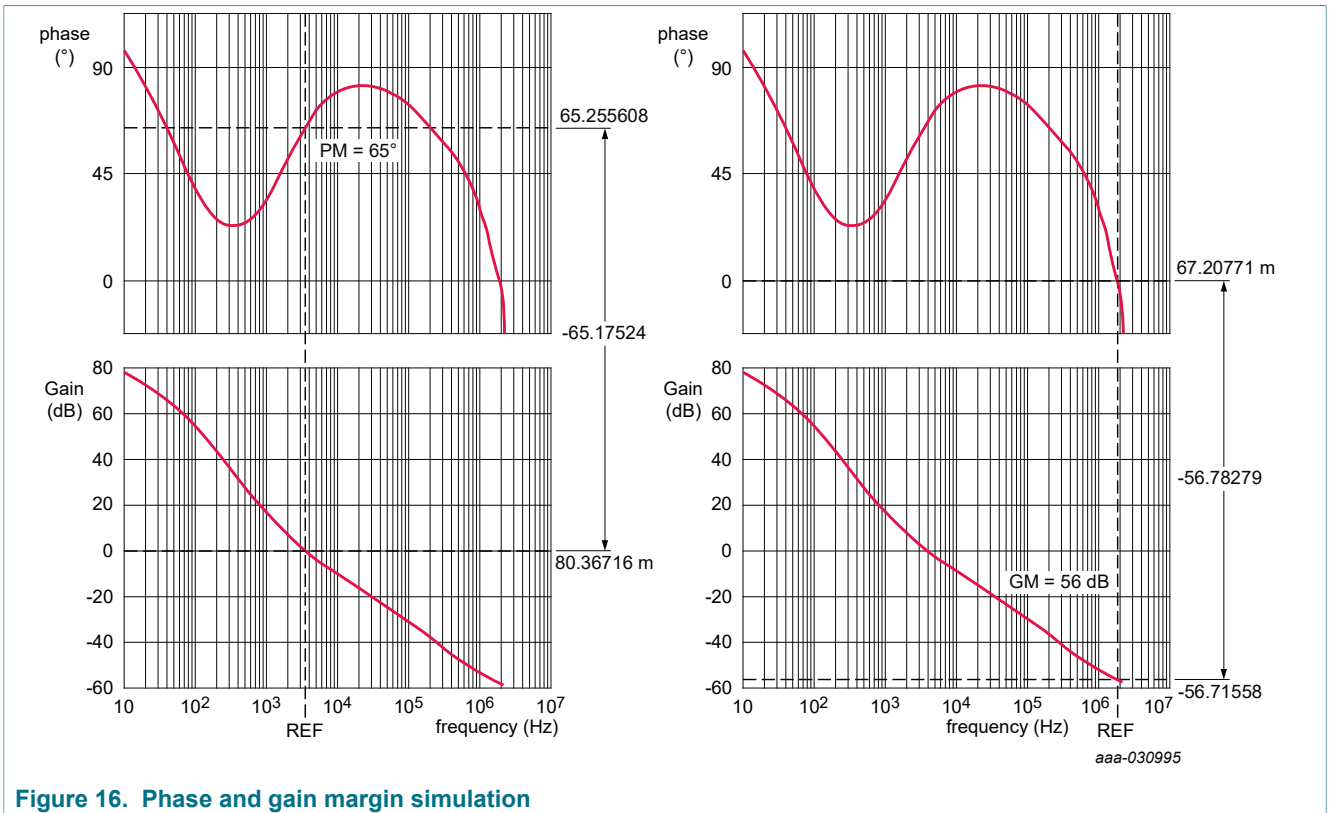 phase
(°)
90
45
0
PM = 65°
65.255608
-65.17524
Gain
(dB)
80
60
40
20
0
-20
-40
-60
80.36716 m
10 10² 10³ 10⁴ 10⁵ 10⁶ 10⁷
REF frequency (Hz)
phase
(°)
90
45
0
67.20771 m
Gain
(dB)
80
60
40
20
0
-20
-40
-60
GM = 56 dB
-56.78279
-56.71558
10 10² 10³ 10⁴ 10⁵ 10⁶ 10⁷
frequency (Hz) REF
aaa-030995
Figure 16. Phase and gain margin simulation